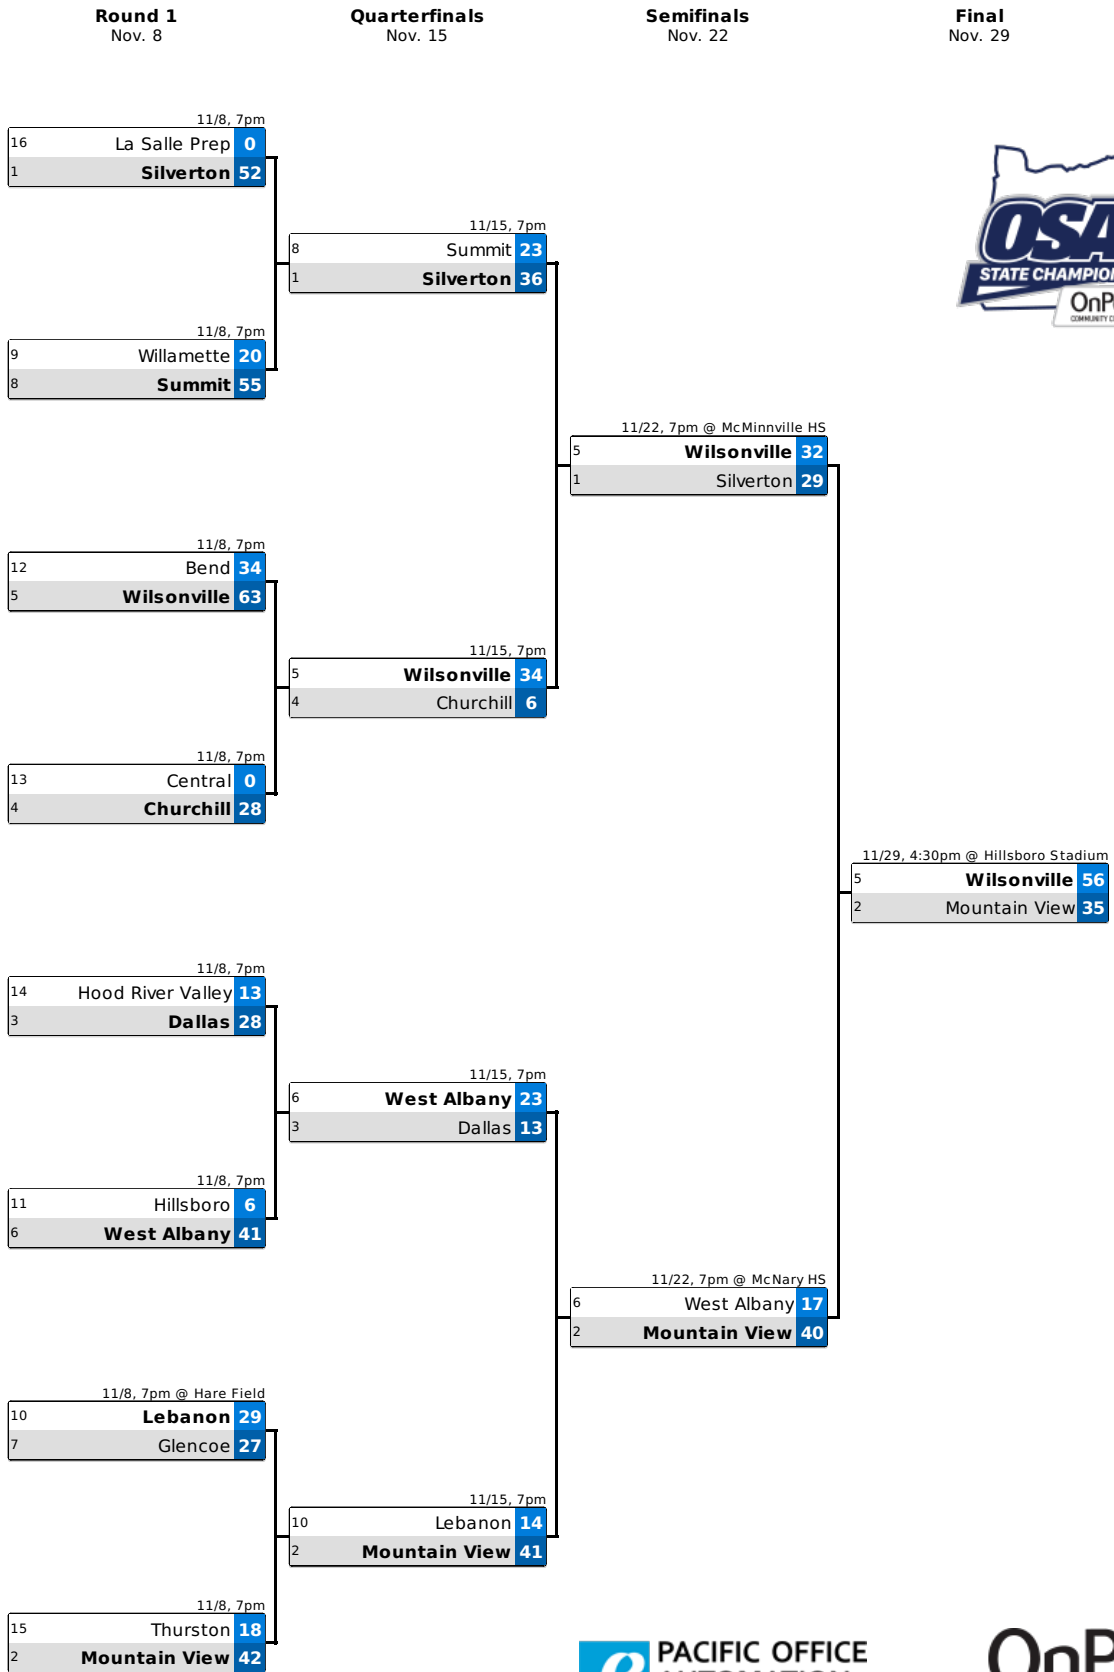 Round 1
Nov. 8
Quarterfinals
Nov. 15
Semifinals
Nov. 22
Final
Nov. 29
11/8, 7pm
16 La Salle Prep 0
1 Silverton 52
11/8, 7pm
9 Willamette 20
8 Summit 55
11/8, 7pm
12 Bend 34
5 Wilsonville 63
11/8, 7pm
13 Central 0
4 Churchill 28
11/8, 7pm
14 Hood River Valley 13
3 Dallas 28
11/8, 7pm
11 Hillsboro 6
6 West Albany 41
11/8, 7pm @ Hare Field
10 Lebanon 29
7 Glencoe 27
11/8, 7pm
15 Thurston 18
2 Mountain View 42
11/15, 7pm
8 Summit 23
1 Silverton 36
11/15, 7pm
5 Wilsonville 34
4 Churchill 6
11/15, 7pm
6 West Albany 23
3 Dallas 13
11/15, 7pm
10 Lebanon 14
2 Mountain View 41
11/22, 7pm @ McMinnville HS
5 Wilsonville 32
1 Silverton 29
11/22, 7pm @ McNary HS
6 West Albany 17
2 Mountain View 40
11/29, 4:30pm @ Hillsboro Stadium
5 Wilsonville 56
2 Mountain View 35
OSA
STATE CHAMPION
OnP
PACIFIC OFFICE
OnP